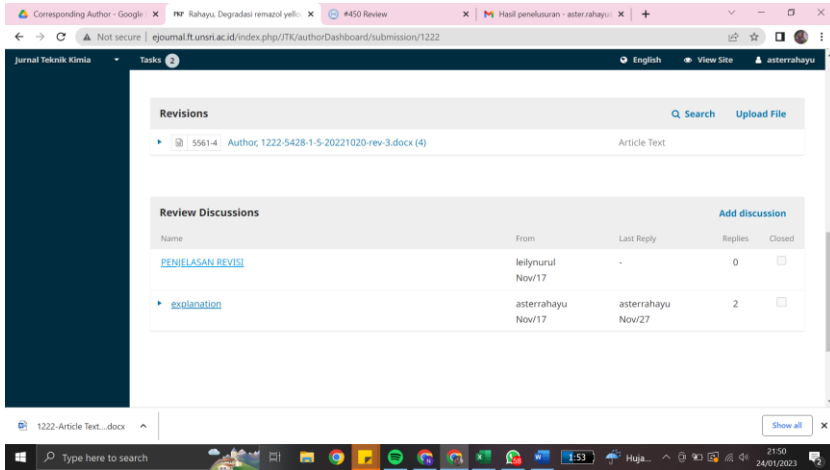 Corresponding Author - Google
PKP Rahayu, Degradasi remazol yello
#450 Review
Hasil penelusuran - aster.rahayu
Not secure | ejournal.ft.unsri.ac.id/index.php/JTK/authorDashboard/submission/1222
Jurnal Teknik Kimia
Tasks 2
English
View Site
asterrahayu
Revisions
Search
Upload File
5561-4 Author, 1222-5428-1-5-20221020-rev-3.docx (4)
Article Text
Review Discussions
Add discussion
Name From Last Reply Replies Closed
PENJELASAN REVISI leilynurul - 0
Nov/17
explanation asterrahayu asterrahayu 2
Nov/17 Nov/27
1222-Article Text....docx
Show all
Type here to search
1:53
Huja...
21:50
24/01/2023